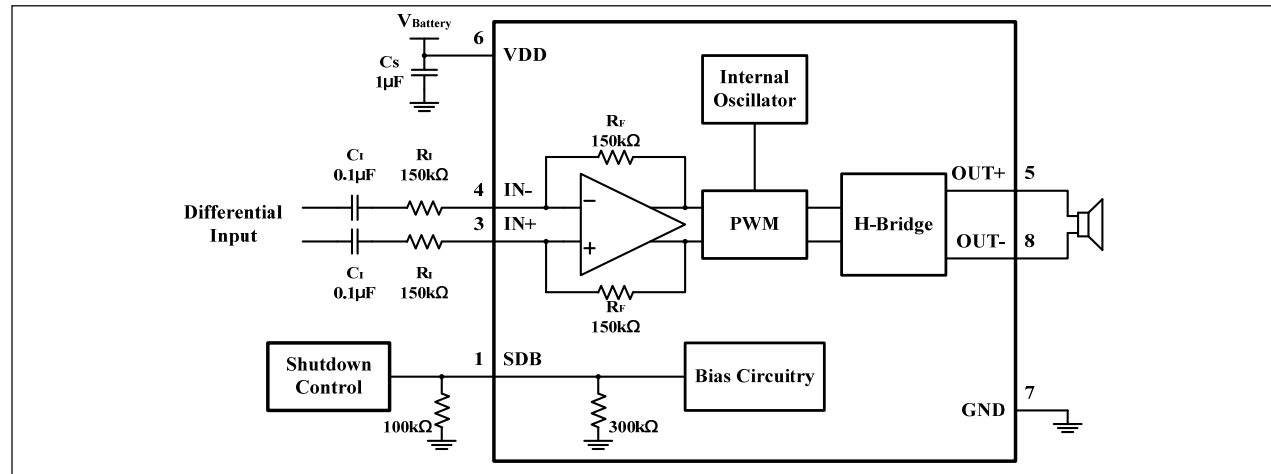 VBattery
6
VDD
Cs
1µF
Internal
Oscillator
RF
150kΩ
CI
0.1µF
RI
150kΩ
4
IN-
OUT+
5
Differential
Input
3
IN+
PWM
H-Bridge
OUT-
8
CI
0.1µF
RI
150kΩ
RF
150kΩ
Shutdown
Control
1
SDB
Bias Circuitry
100kΩ
300kΩ
7
GND